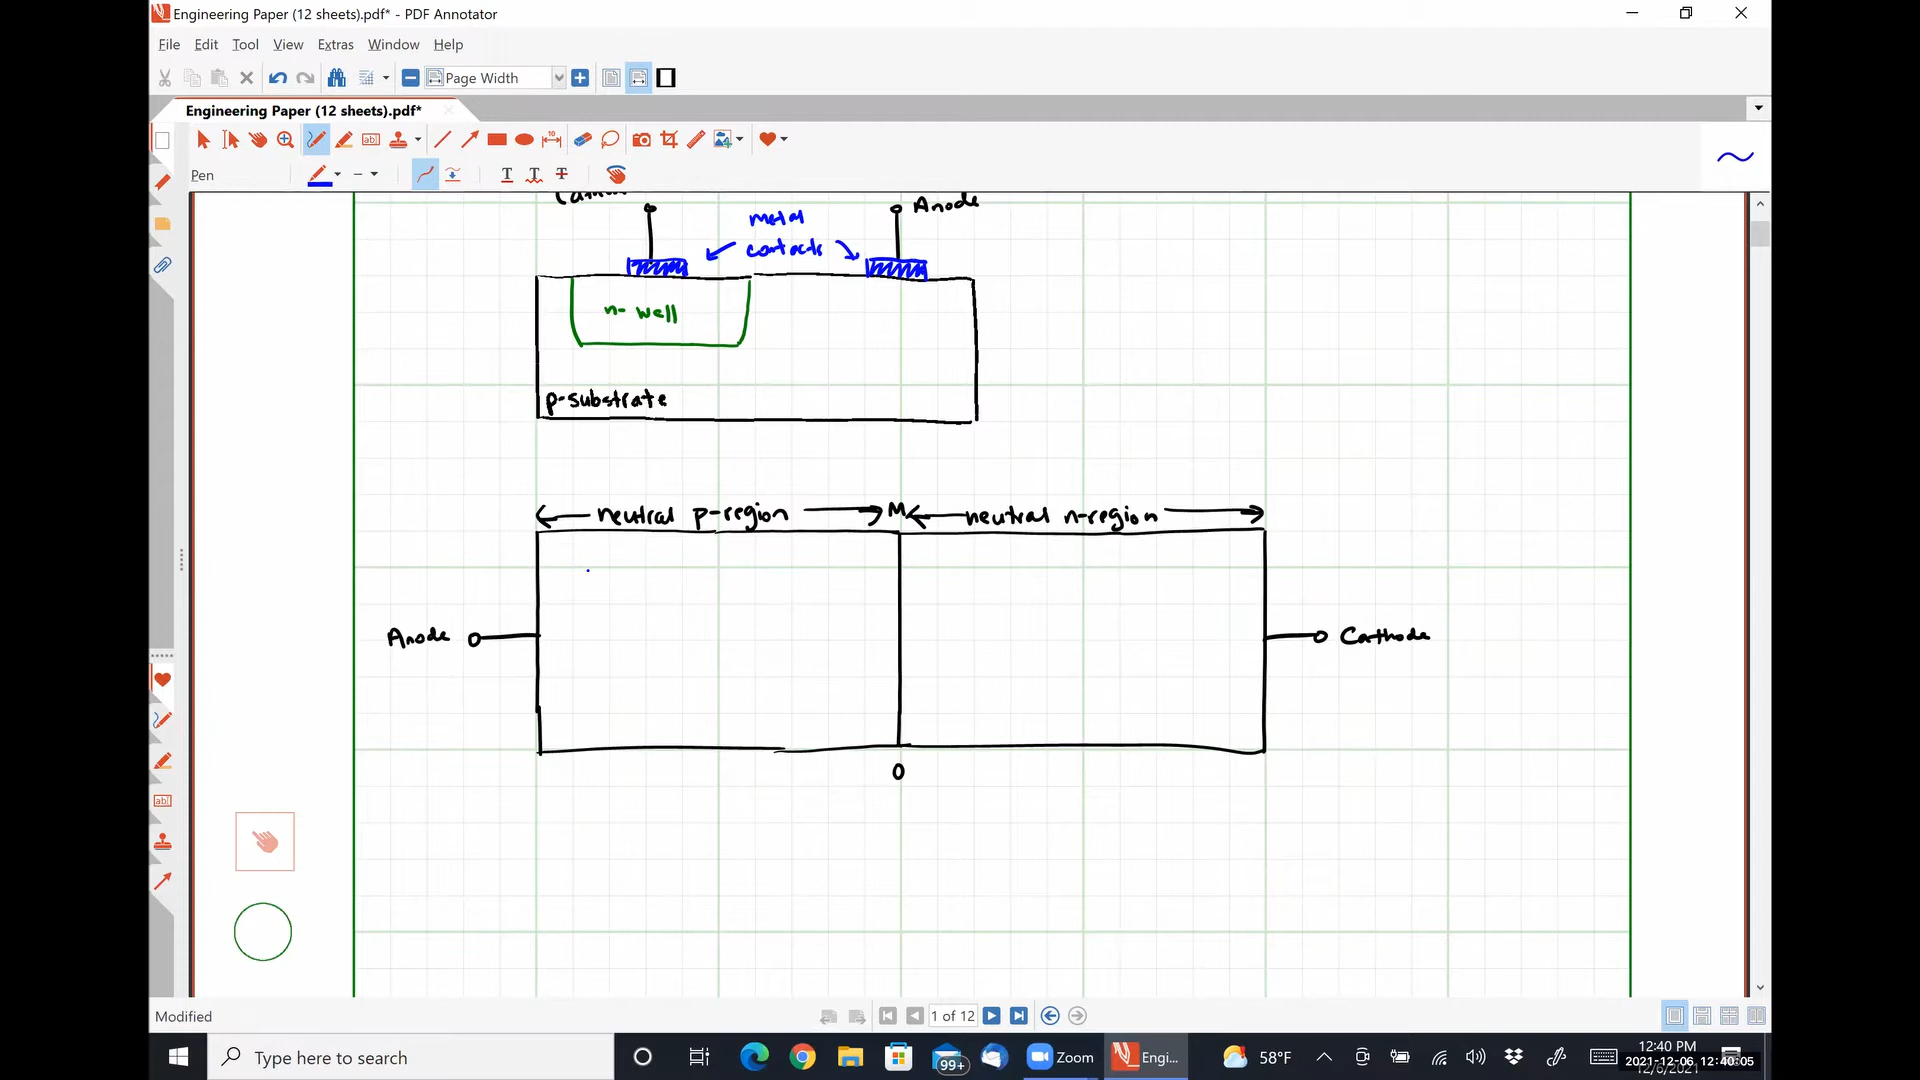 Engineering Paper (12 sheets).pdf* - PDF Annotator
File Edit Tool View Extras Window Help
Page Width
Engineering Paper (12 sheets).pdf*
Pen
Anode
metal
contacts
n-well
p-substrate
neutral p-region M neutral n-region
Anode
Cathode
0
Modified
1 of 12
Type here to search
99+
Zoom
Engi...
58°F
12:40 PM
2021-12-06, 12:40:05